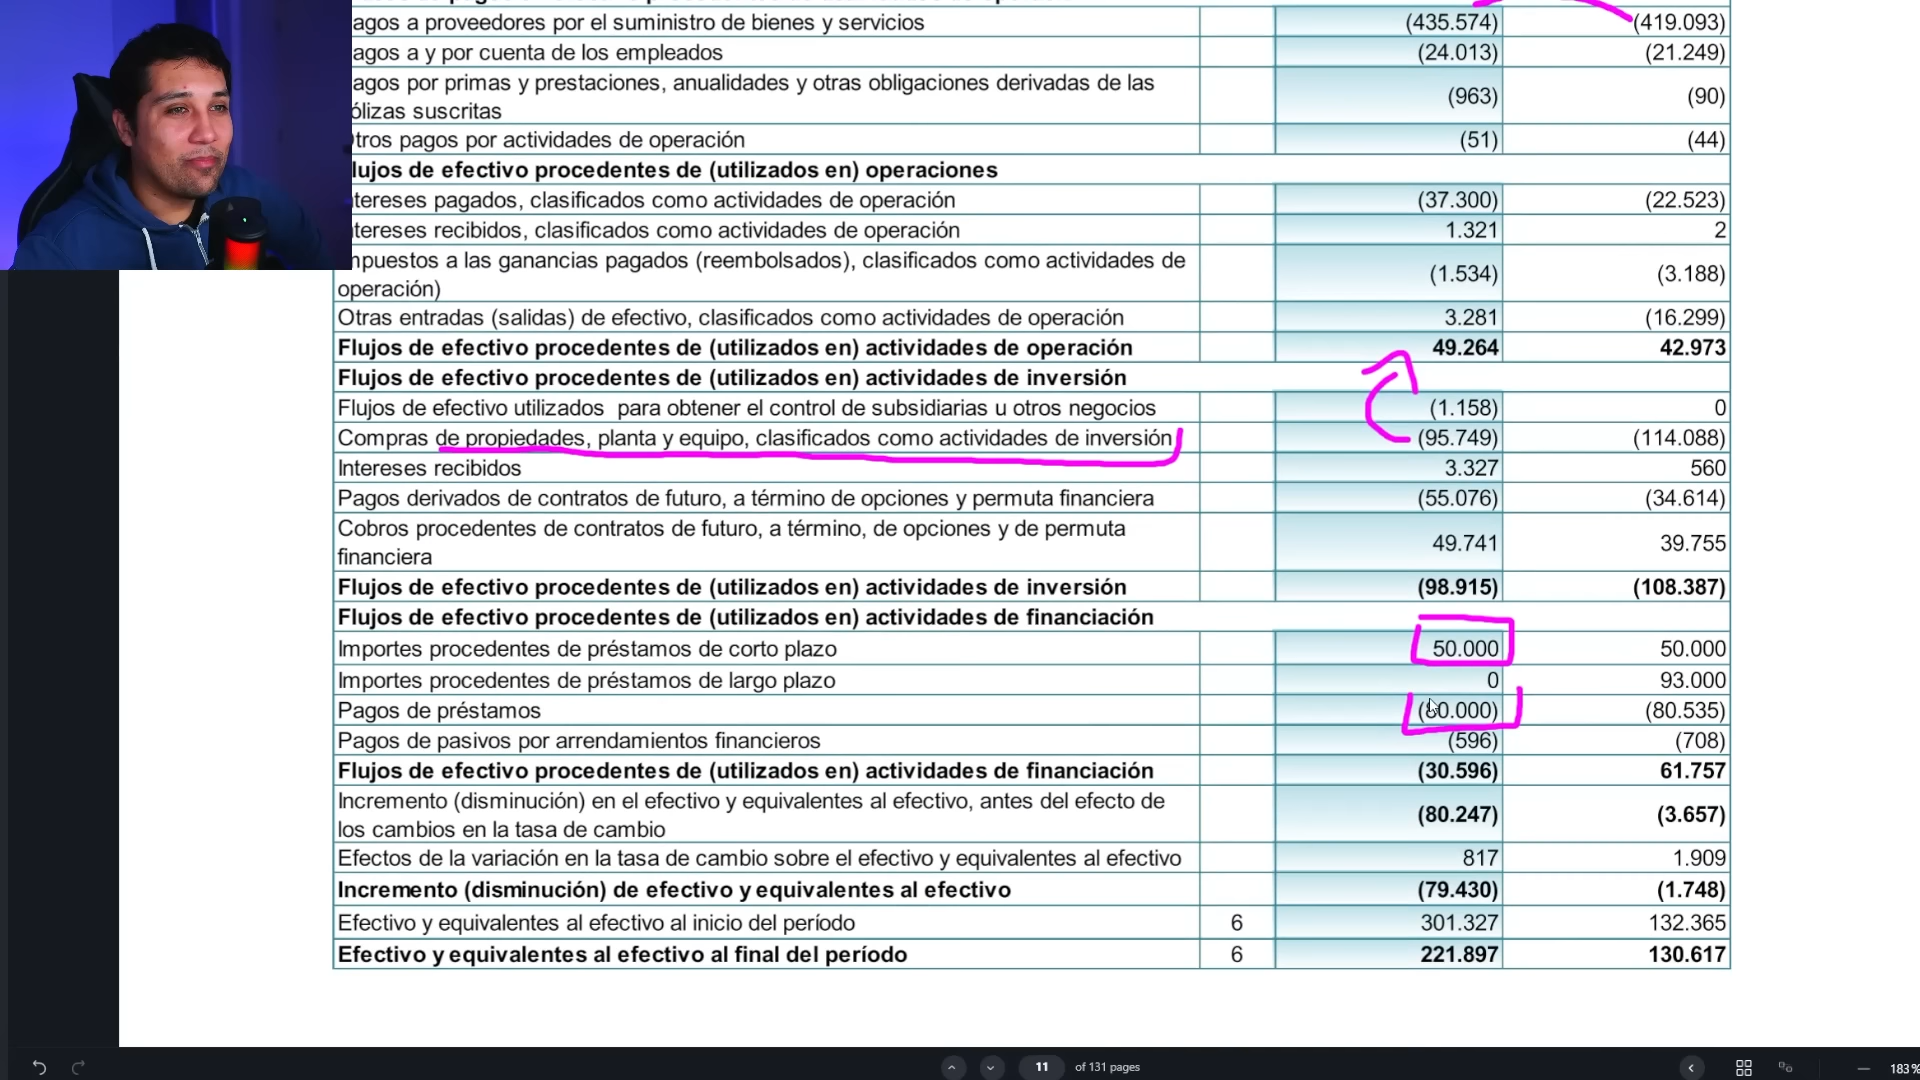 agos a proveedores por el suministro de bienes y servicios (435.574) (419.093)
agos a y por cuenta de los empleados (24.013) (21.249)
agos por primas y prestaciones, anualidades y otras obligaciones derivadas de las
ólizas suscritas (963) (90)
tros pagos por actividades de operación (51) (44)
lujos de efectivo procedentes de (utilizados en) operaciones
ntereses pagados, clasificados como actividades de operación (37.300) (22.523)
ntereses recibidos, clasificados como actividades de operación 1.321 2
mpuestos a las ganancias pagados (reembolsados), clasificados como actividades de
operación) (1.534) (3.188)
Otras entradas (salidas) de efectivo, clasificados como actividades de operación 3.281 (16.299)
Flujos de efectivo procedentes de (utilizados en) actividades de operación 49.264 42.973
Flujos de efectivo procedentes de (utilizados en) actividades de inversión
Flujos de efectivo utilizados para obtener el control de subsidiarias u otros negocios (1.158) 0
Compras de propiedades, planta y equipo, clasificados como actividades de inversión (95.749) (114.088)
Intereses recibidos 3.327 560
Pagos derivados de contratos de futuro, a término de opciones y permuta financiera (55.076) (34.614)
Cobros procedentes de contratos de futuro, a término, de opciones y de permuta
financiera 49.741 39.755
Flujos de efectivo procedentes de (utilizados en) actividades de inversión (98.915) (108.387)
Flujos de efectivo procedentes de (utilizados en) actividades de financiación
Importes procedentes de préstamos de corto plazo 50.000 50.000
Importes procedentes de préstamos de largo plazo 0 93.000
Pagos de préstamos (80.000) (80.535)
Pagos de pasivos por arrendamientos financieros (596) (708)
Flujos de efectivo procedentes de (utilizados en) actividades de financiación (30.596) 61.757
Incremento (disminución) en el efectivo y equivalentes al efectivo, antes del efecto de
los cambios en la tasa de cambio (80.247) (3.657)
Efectos de la variación en la tasa de cambio sobre el efectivo y equivalentes al efectivo 817 1.909
Incremento (disminución) de efectivo y equivalentes al efectivo (79.430) (1.748)
Efectivo y equivalentes al efectivo al inicio del período 6 301.327 132.365
Efectivo y equivalentes al efectivo al final del período 6 221.897 130.617
11 of 131 pages 183%